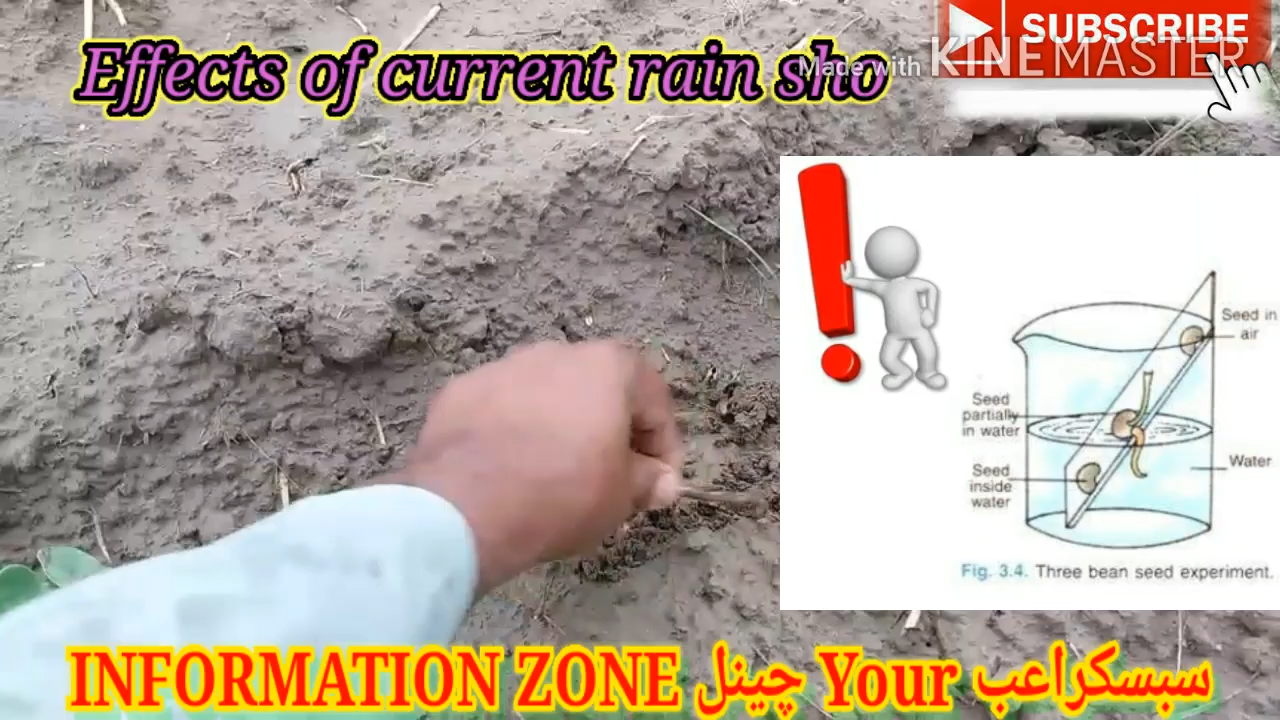 SUBSCRIBE
Made with KINEMASTER
Effects of current rain sho
Seed in
air
Seed
partially
in water
Seed
inside
water
Water
Fig. 3.4. Three bean seed experiment.
INFORMATION ZONE چینل Your سبسکراعب